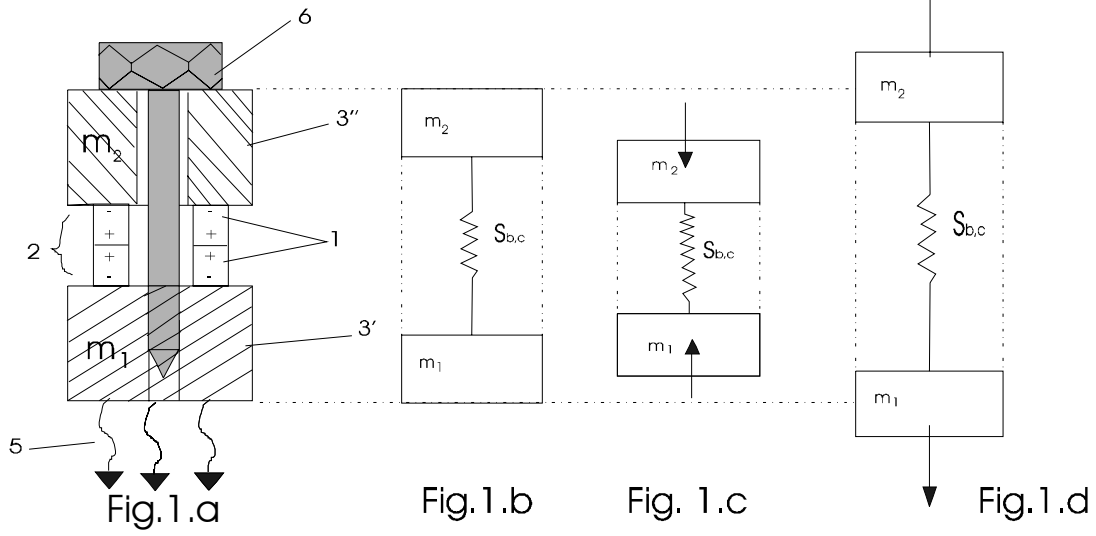 6
3''
m2
2
-
-
+
+
+
+
-
-
1
m1
3'
5
Fig.1.a
m2
Sb,c
m1
Fig.1.b
m2
Sb,c
m1
Fig. 1.c
m2
Sb,c
m1
Fig.1.d